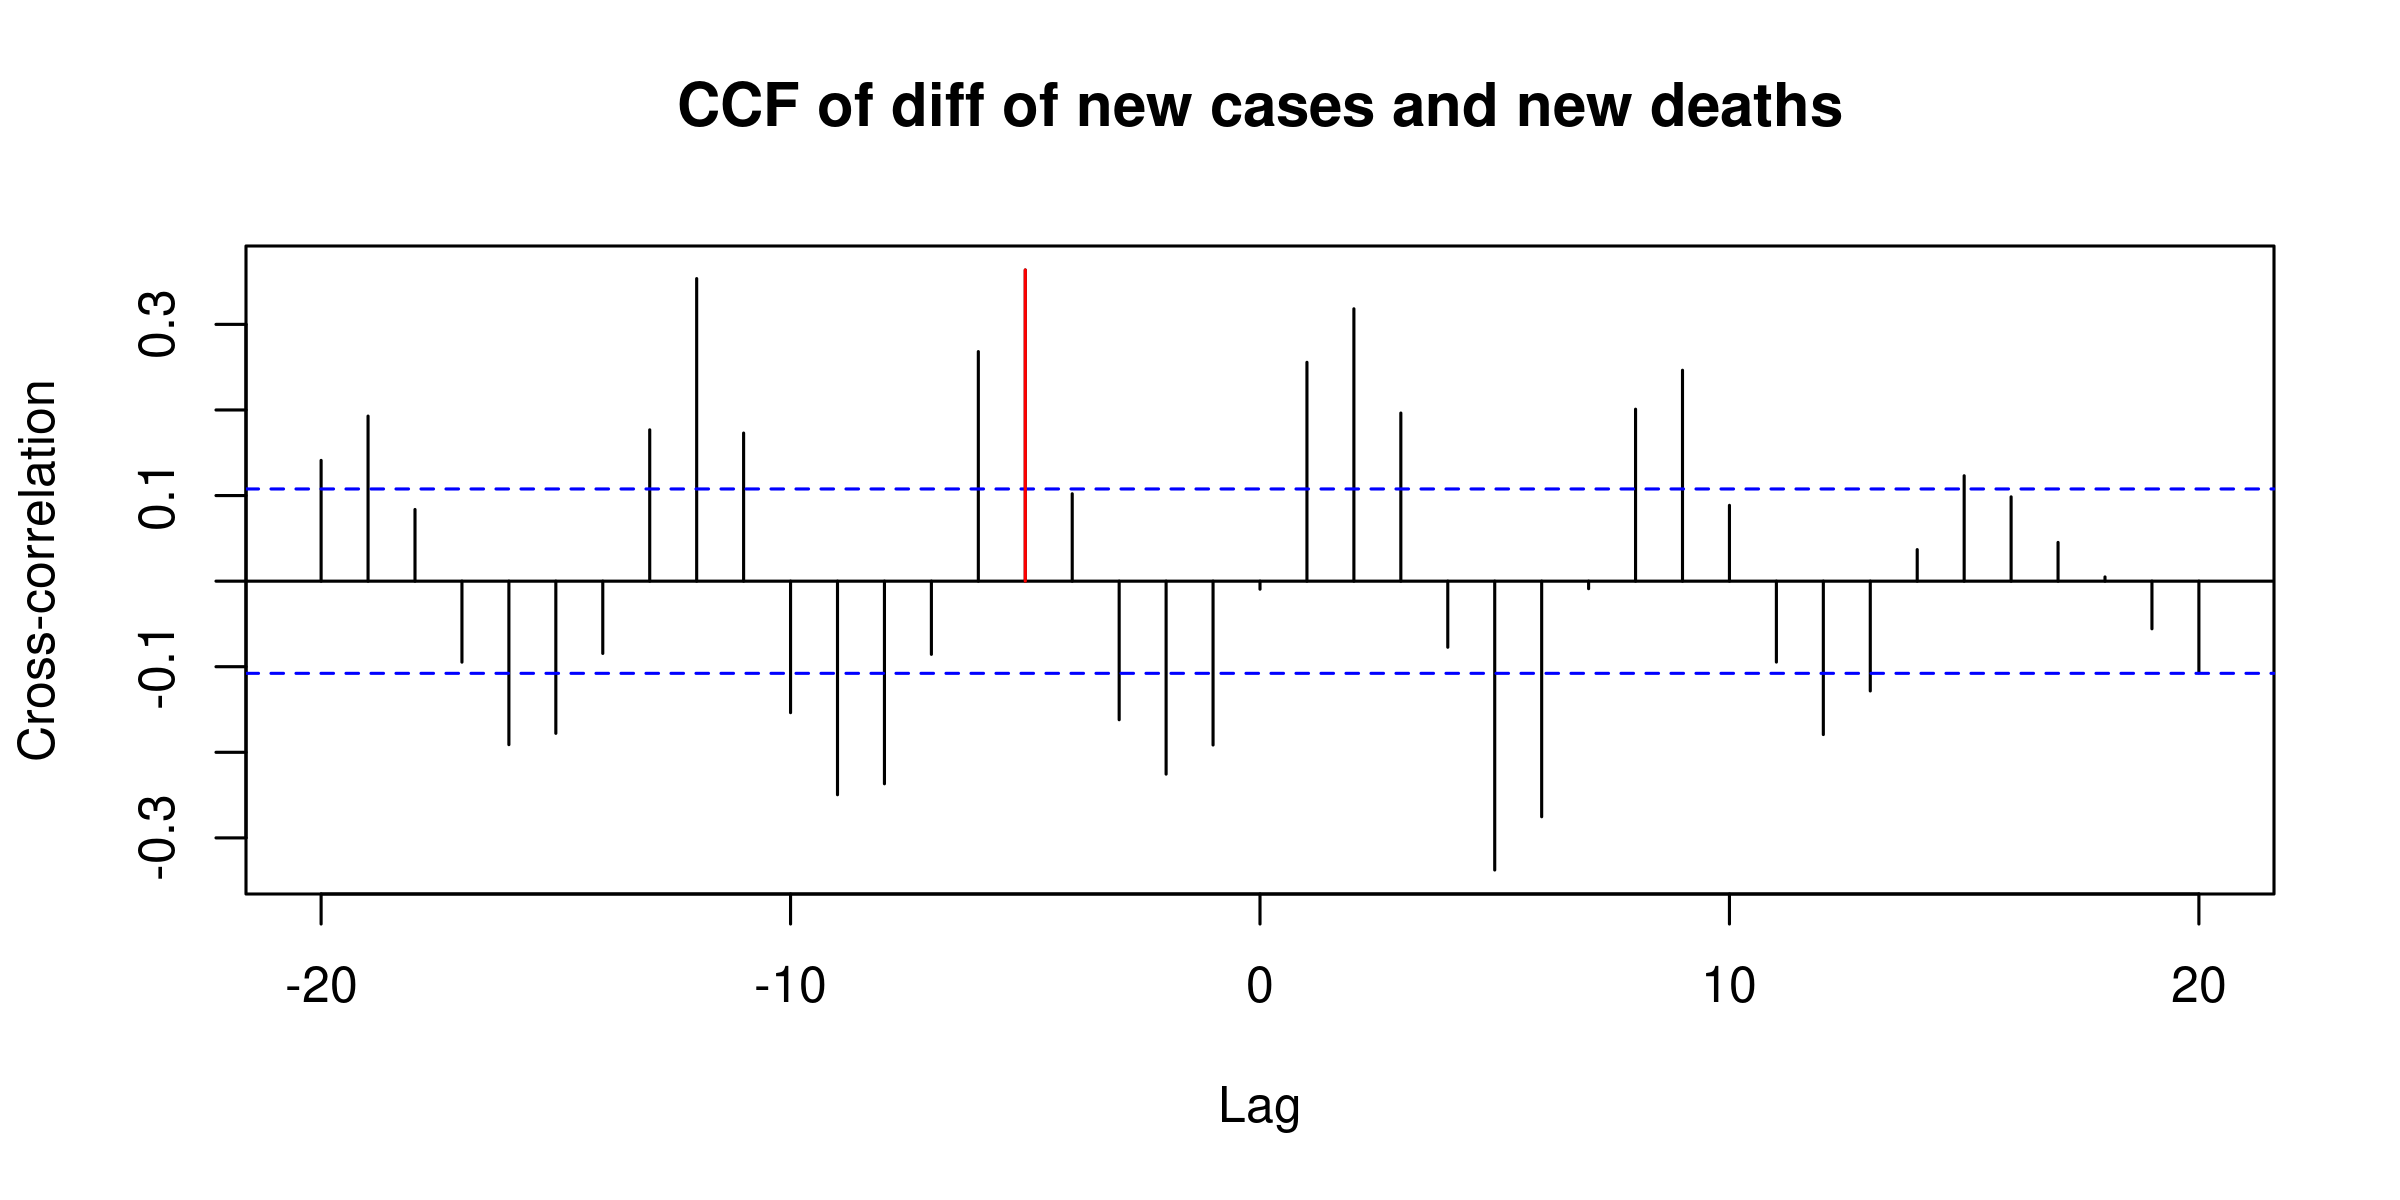 CCF of diff of new cases and new deaths
Cross-correlation
0.3
0.1
-0.1
-0.3
-20 -10 0 10 20
Lag